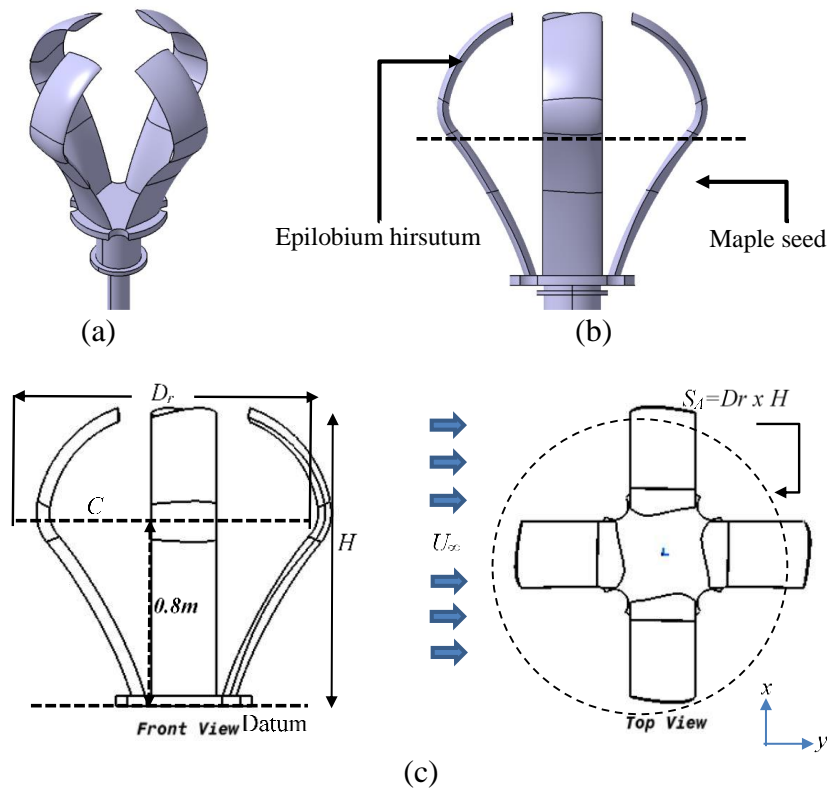 (a)
Epilobium hirsutum
Maple seed
(b)
Dr
C
H
0.8m
Front View
Datum
SA=Dr x H
U∞
Top View
x
y
(c)